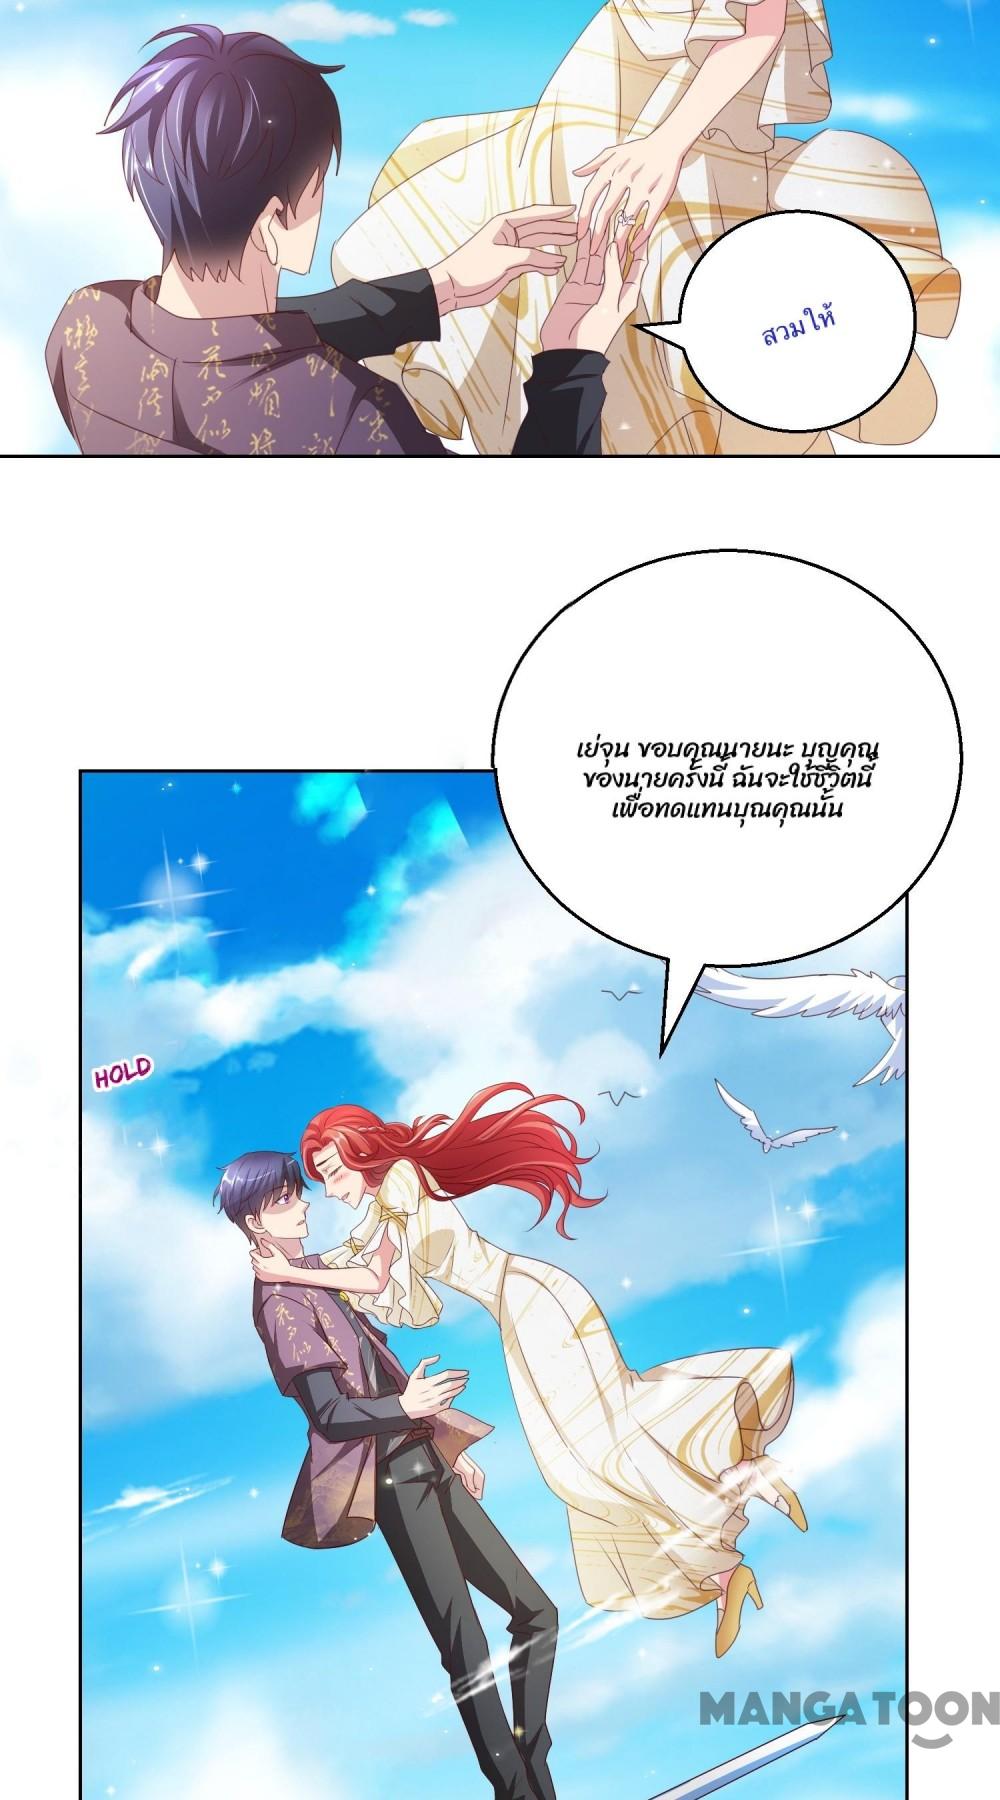 สวมให้
เย่จุน ขอบคุณนายนะ บุญคุณ
ของนายครั้งนี้ ฉันจะใช้ชีวิตนี้
เพื่อทดแทนบุณคุณนั้น
HOLD
MANGATOON